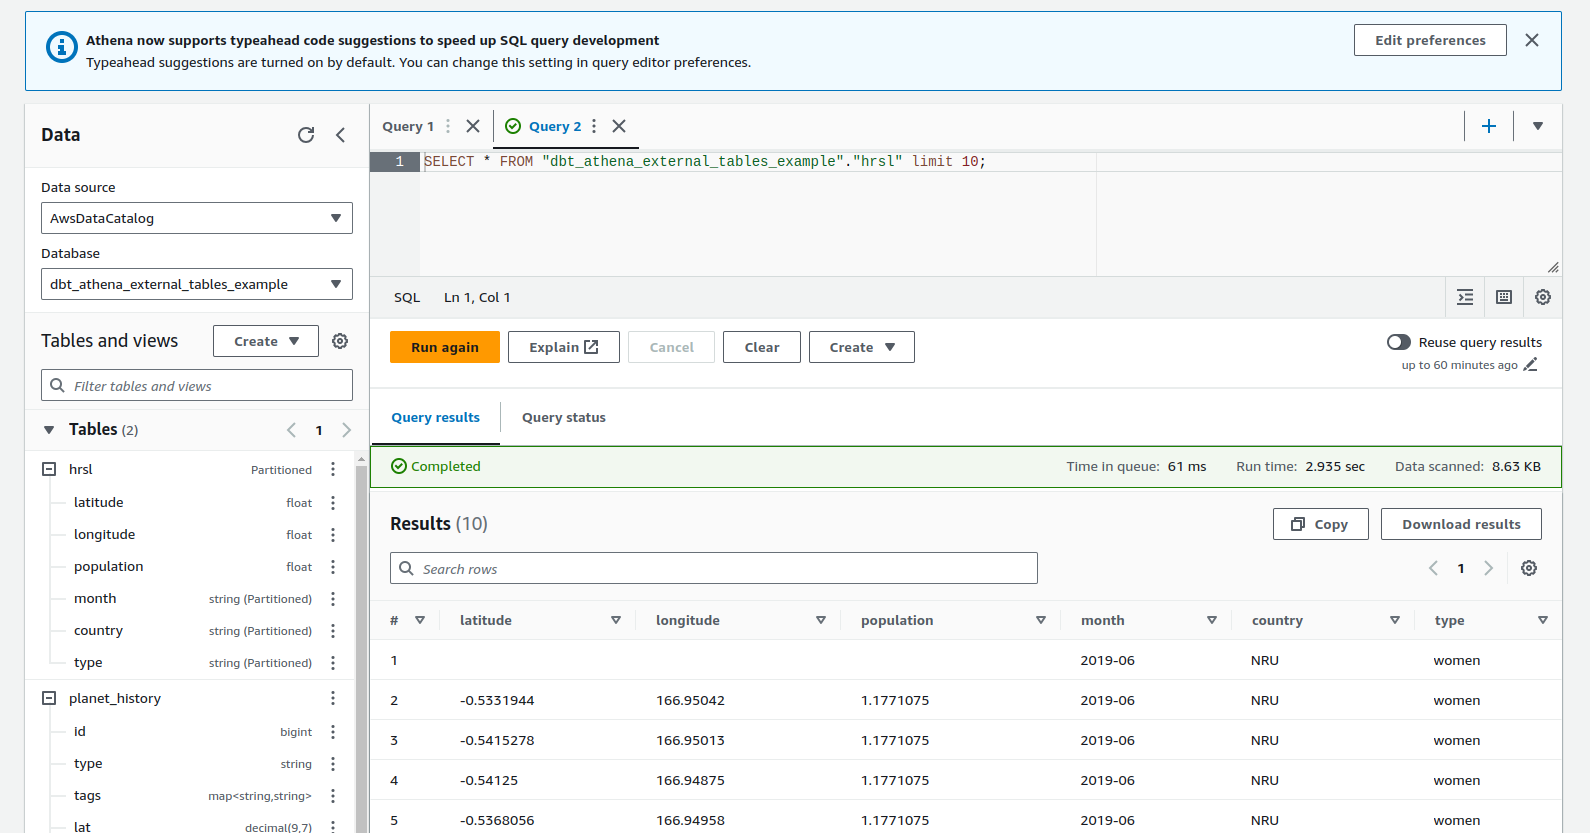 Athena now supports typeahead code suggestions to speed up SQL query development
Typeahead suggestions are turned on by default. You can change this setting in query editor preferences.
Edit preferences
Data
Data source
AwsDataCatalog
Database
dbt_athena_external_tables_example
Tables and views
Create
Filter tables and views
Tables (2)
1
hrsl Partitioned
latitude float
longitude float
population float
month string (Partitioned)
country string (Partitioned)
type string (Partitioned)
planet_history
id bigint
type string
tags map<string,string>
lat decimal(9,7)
Query 1
Query 2
1 SELECT * FROM "dbt_athena_external_tables_example"."hrsl" limit 10;
SQL Ln 1, Col 1
Run again
Explain
Cancel
Clear
Create
Reuse query results
up to 60 minutes ago
Query results
Query status
Completed
Time in queue: 61 ms Run time: 2.935 sec Data scanned: 8.63 KB
Results (10)
Copy
Download results
Search rows
1
# latitude longitude population month country type
1 2019-06 NRU women
2 -0.5331944 166.95042 1.1771075 2019-06 NRU women
3 -0.5415278 166.95013 1.1771075 2019-06 NRU women
4 -0.54125 166.94875 1.1771075 2019-06 NRU women
5 -0.5368056 166.94958 1.1771075 2019-06 NRU women